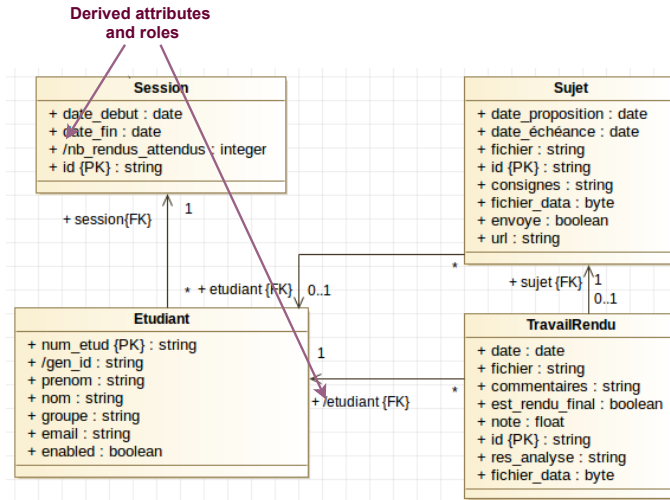 Derived attributes
and roles
Session
+ date_debut : date
+ date_fin : date
+ /nb_rendus_attendus : integer
+ id {PK} : string
Sujet
+ date_proposition : date
+ date_échéance : date
+ fichier : string
+ id {PK} : string
+ consignes : string
+ fichier_data : byte
+ envoye : boolean
+ url : string
+ session{FK}
1
*
+ etudiant {FK}
0..1
*
+ sujet {FK}
1
0..1
Etudiant
+ num_etud {PK} : string
+ /gen_id : string
+ prenom : string
+ nom : string
+ groupe : string
+ email : string
+ enabled : boolean
1
+ /etudiant {FK}
*
TravailRendu
+ date : date
+ fichier : string
+ commentaires : string
+ est_rendu_final : boolean
+ note : float
+ id {PK} : string
+ res_analyse : string
+ fichier_data : byte